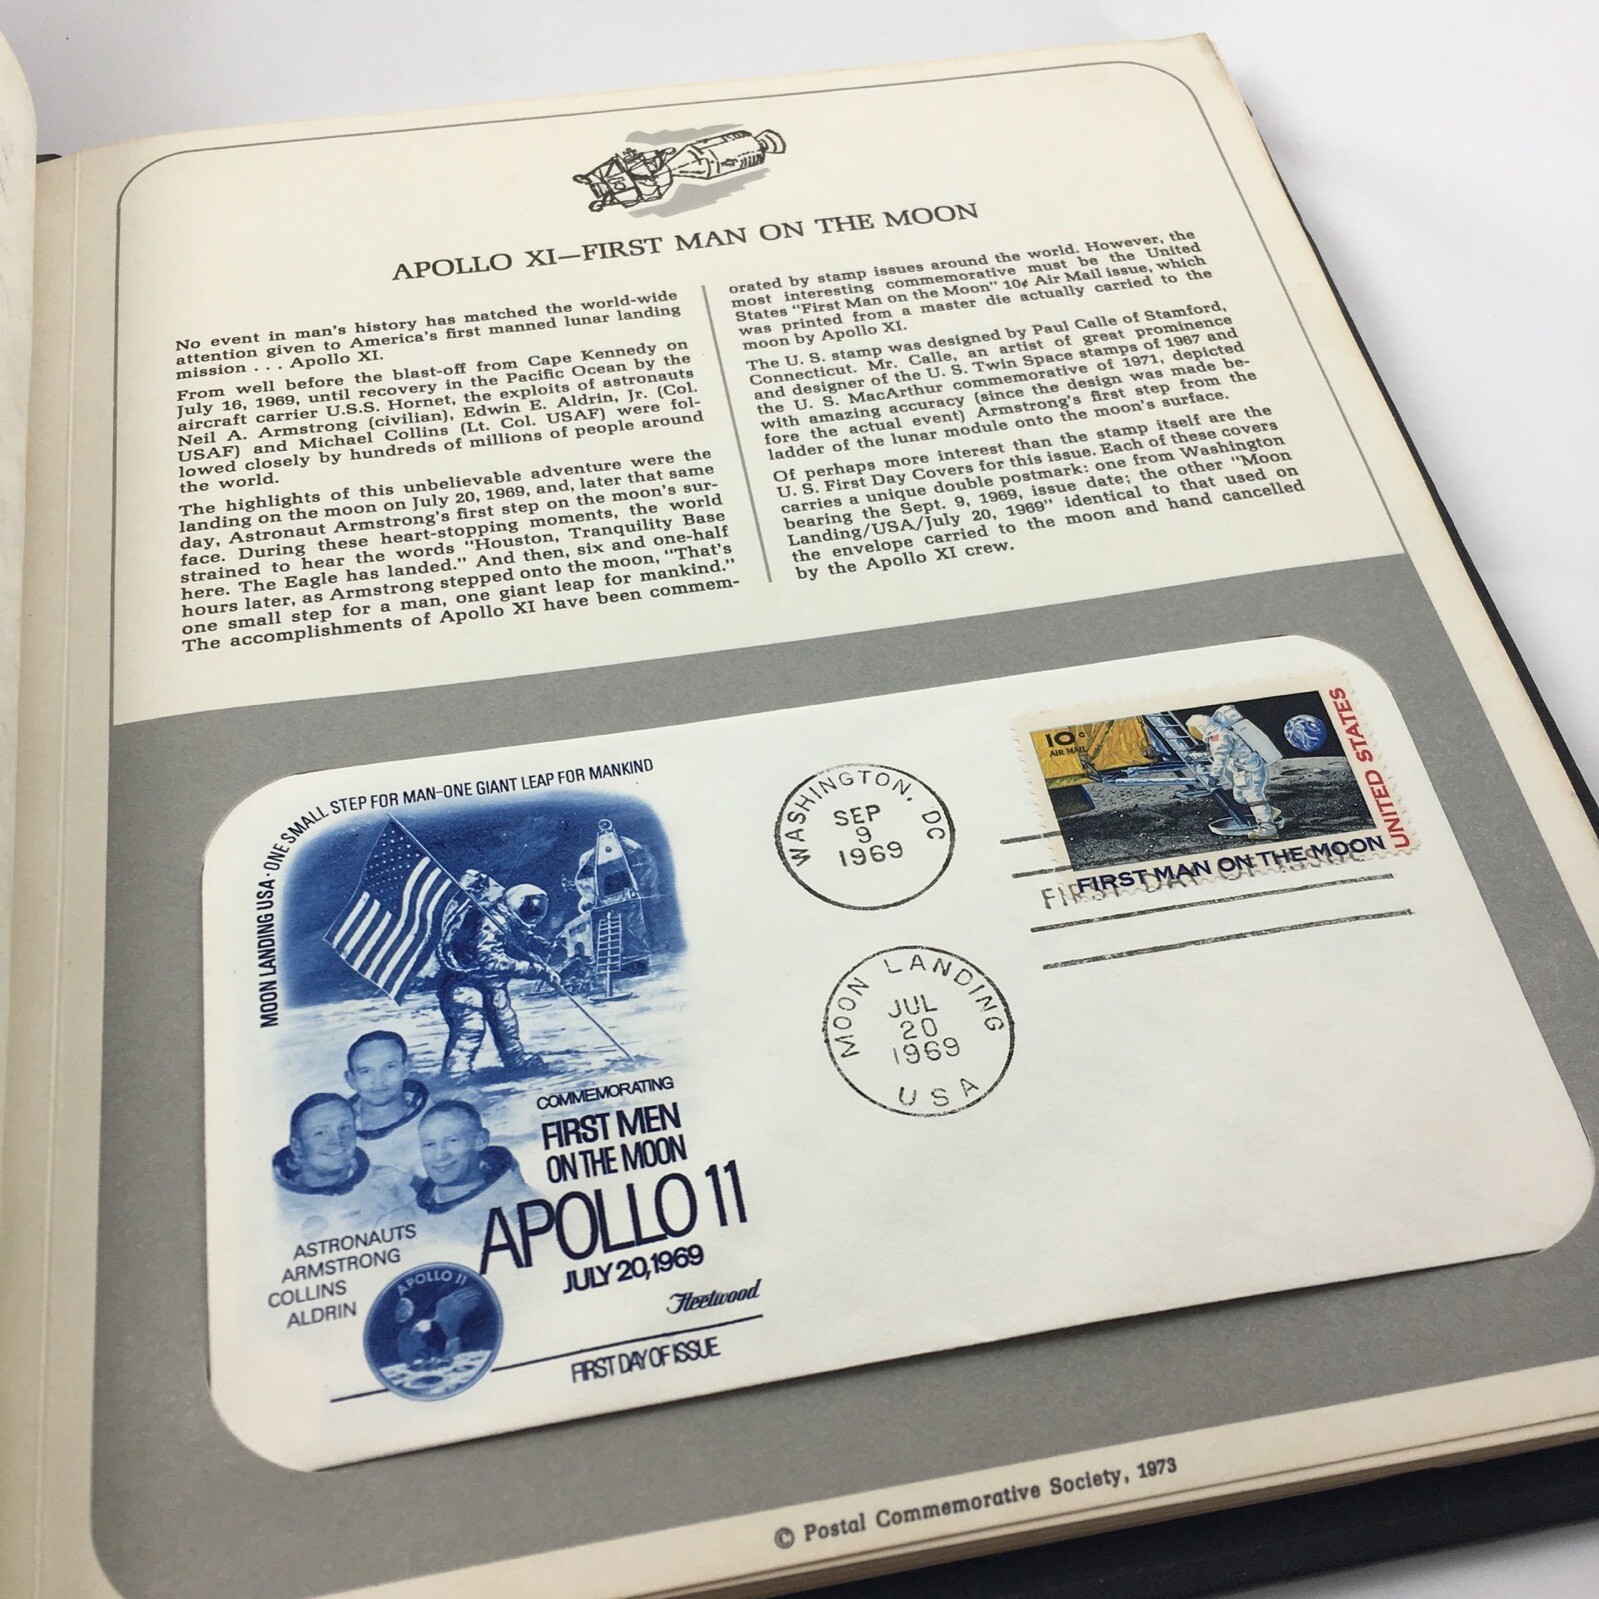 APOLLO XI—FIRST MAN ON THE MOON
No event in man's history has matched the world-wide
attention given to America's first manned lunar landing
mission . . . Apollo XI.
From well before the blast-off from Cape Kennedy on
July 16, 1969, until recovery in the Pacific Ocean by the
aircraft carrier U.S.S. Hornet, the exploits of astronauts
Neil A. Armstrong (civilian), Edwin E. Aldrin, Jr. (Col.
USAF) and Michael Collins (Lt. Col. USAF) were fol-
lowed closely by hundreds of millions of people around
the world.
The highlights of this unbelievable adventure were the
landing on the moon on July 20, 1969, and, later that same
day, Astronaut Armstrong's first step on the moon's sur-
face. During these heart-stopping moments, the world
strained to hear the words "Houston, Tranquility Base
here. The Eagle has landed." And then, six and one-half
hours later, as Armstrong stepped onto the moon, "That's
one small step for a man, one giant leap for mankind."
The accomplishments of Apollo XI have been commem-
orated by stamp issues around the world. However, the
most interesting commemorative must be the United
States "First Man on the Moon" 10¢ Air Mail issue, which
was printed from a master die actually carried to the
moon by Apollo XI.
The U. S. stamp was designed by Paul Calle of Stamford,
Connecticut. Mr. Calle, an artist of great prominence
and designer of the U. S. Twin Space stamps of 1967 and
the U. S. MacArthur commemorative of 1971, depicted
with amazing accuracy (since the design was made be-
fore the actual event) Armstrong's first step from the
ladder of the lunar module onto the moon's surface.
Of perhaps more interest than the stamp itself are the
U. S. First Day Covers for this issue. Each of these covers
carries a unique double postmark: one from Washington
bearing the Sept. 9, 1969, issue date; the other "Moon
Landing/USA/July 20, 1969" identical to that used on
the envelope carried to the moon and hand cancelled
by the Apollo XI crew.
MOON LANDING USA · ONE SMALL STEP FOR MAN-ONE GIANT LEAP FOR MANKIND
COMMEMORATING
FIRST MEN
ON THE MOON
APOLLO 11
JULY 20, 1969
ASTRONAUTS
ARMSTRONG
COLLINS
ALDRIN
APOLLO 11
Fleetwood
FIRST DAY OF ISSUE
WASHINGTON, DC
SEP
9
1969
MOON LANDING
JUL
20
1969
USA
10c
AIR MAIL
UNITED STATES
FIRST MAN ON THE MOON
FIRST DAY OF ISSUE
© Postal Commemorative Society, 1973